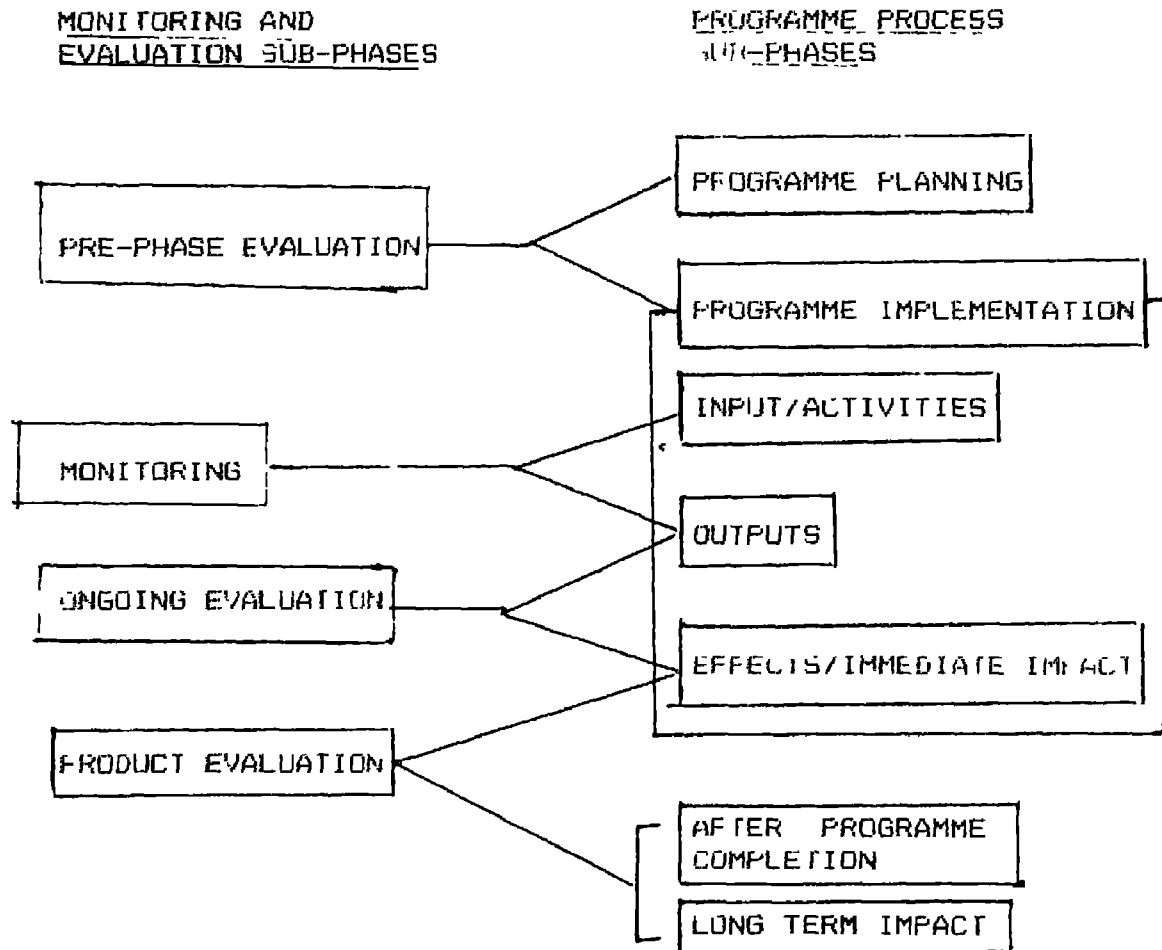 MONITORING AND
EVALUATION SUB-PHASES
PROGRAMME PROCESS
SUB-PHASES
PRE-PHASE EVALUATION
MONITORING
ONGOING EVALUATION
PRODUCT EVALUATION
PROGRAMME PLANNING
PROGRAMME IMPLEMENTATION
INPUT/ACTIVITIES
OUTPUTS
EFFECTS/IMMEDIATE IMPACT
AFTER PROGRAMME
COMPLETION
LONG TERM IMPACT